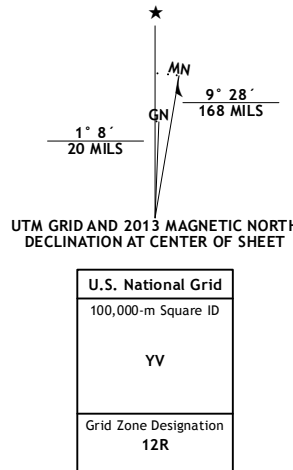 ★
MN
GN
9° 28´
168 MILS
1° 8´
20 MILS
UTM GRID AND 2013 MAGNETIC NORTH
DECLINATION AT CENTER OF SHEET
U.S. National Grid
100,000-m Square ID
YV
Grid Zone Designation
12R